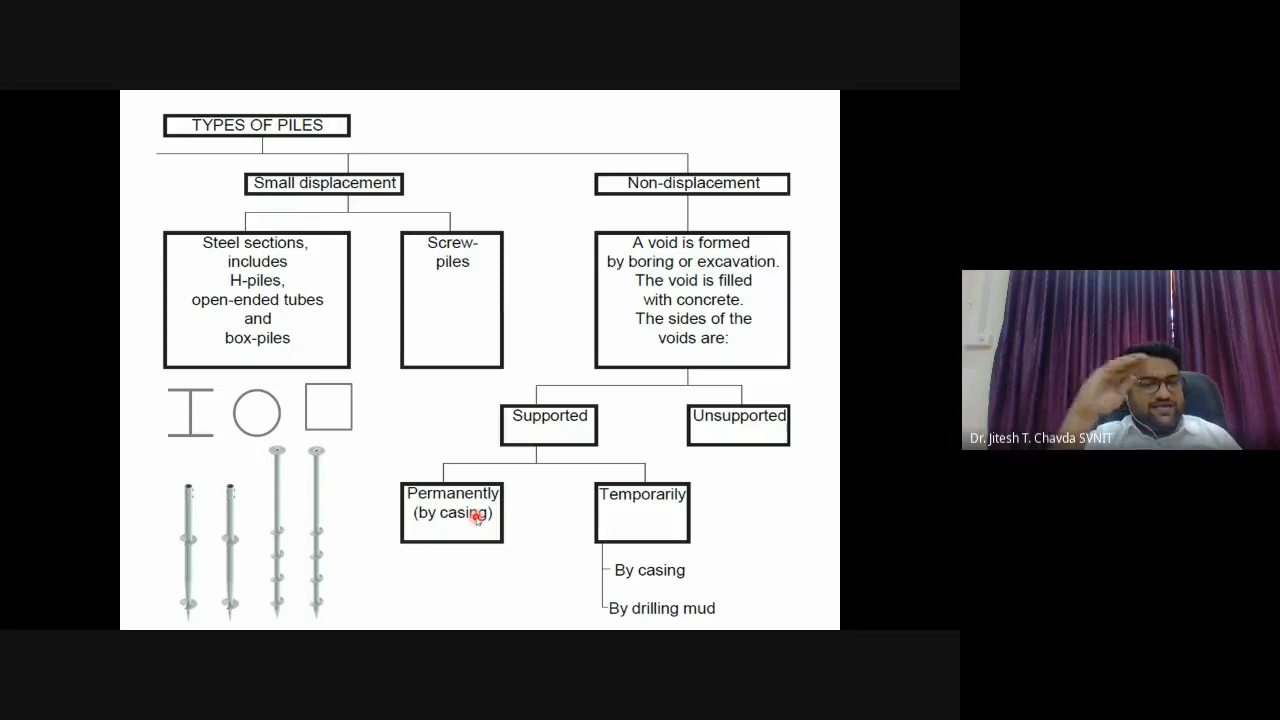 TYPES OF PILES
Small displacement
Non-displacement
Steel sections,
includes
H-piles,
open-ended tubes
and
box-piles
Screw-
piles
A void is formed
by boring or excavation.
The void is filled
with concrete.
The sides of the
voids are:
Supported
Unsupported
Permanently
(by casing)
Temporarily
By casing
By drilling mud
Dr. Jitesh T. Chavda SVNIT